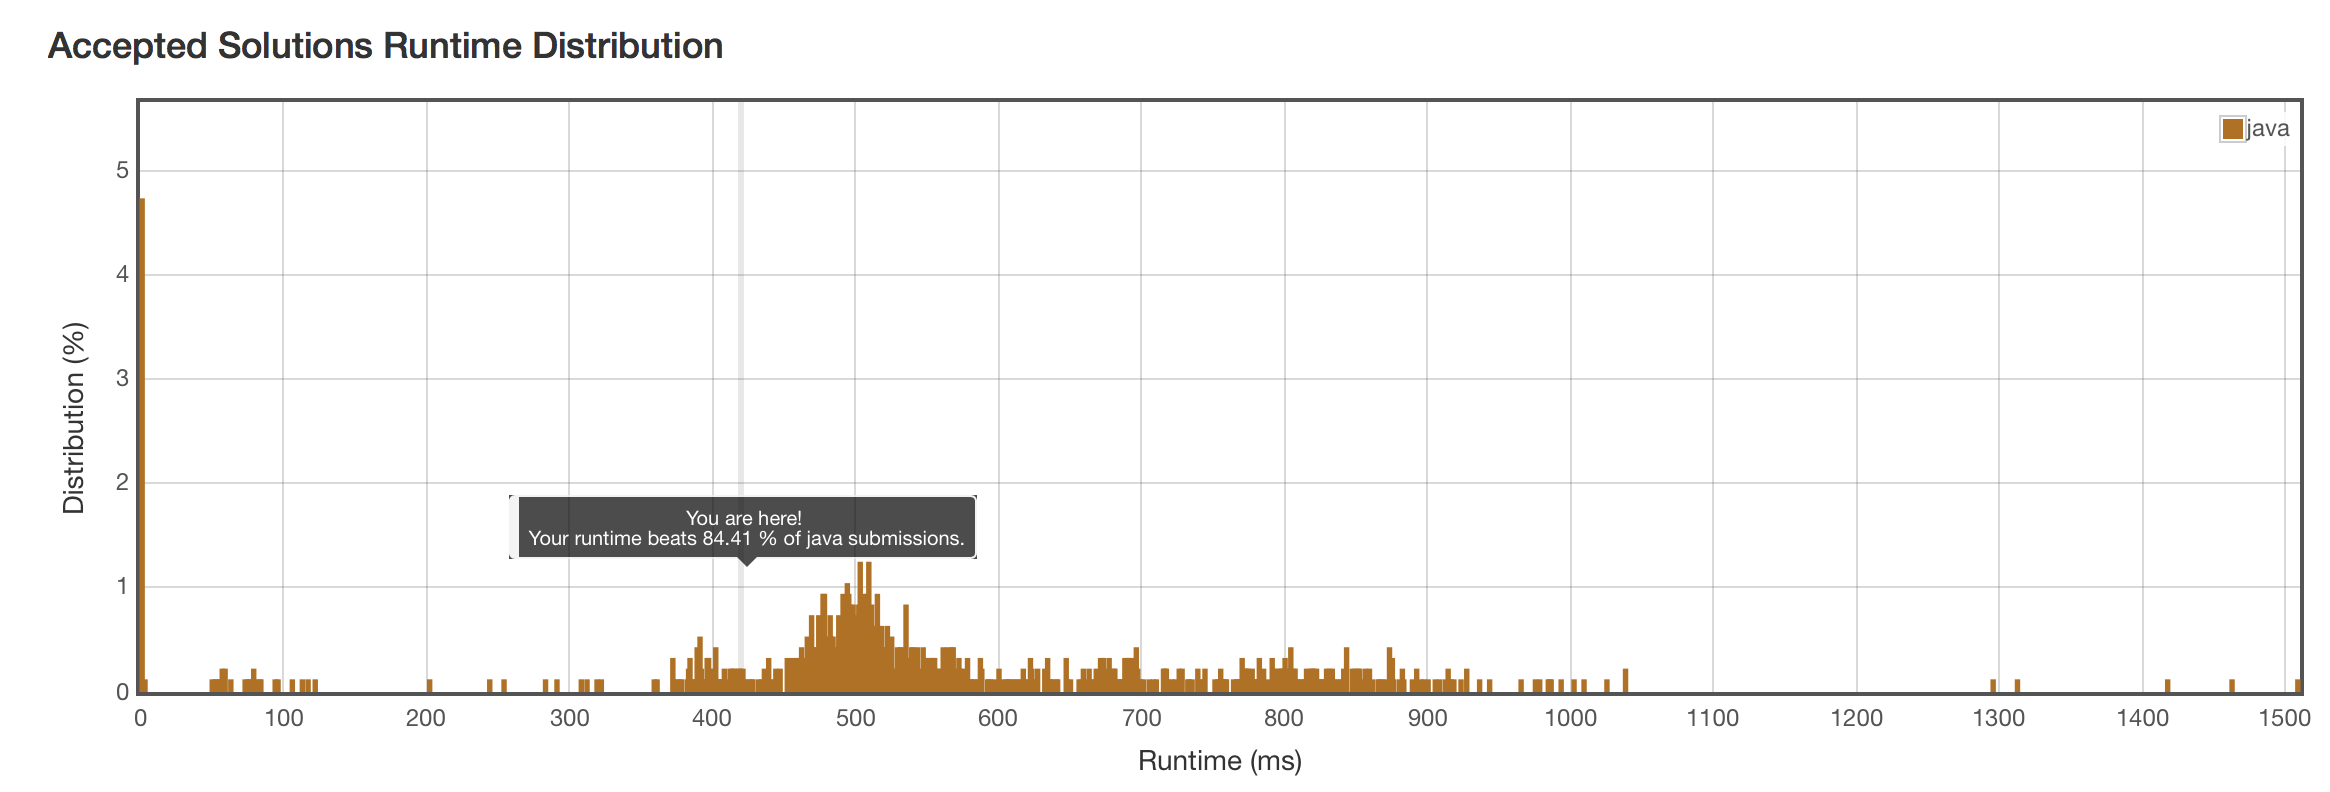 Accepted Solutions Runtime Distribution
java
5
4
3
2
1
0
Distribution (%)
You are here!
Your runtime beats 84.41 % of java submissions.
0 100 200 300 400 500 600 700 800 900 1000 1100 1200 1300 1400 1500
Runtime (ms)